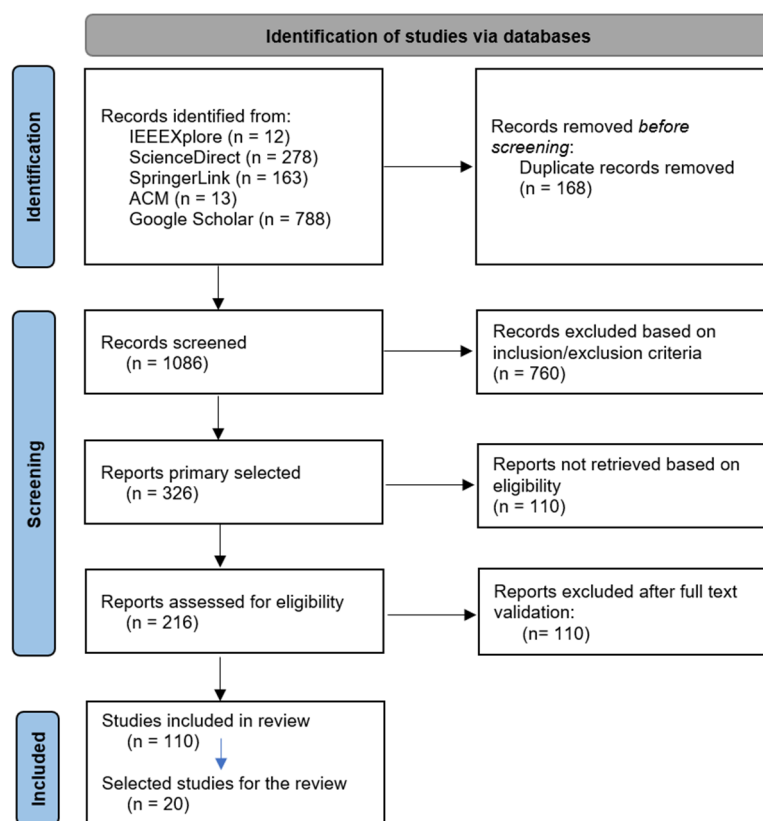 Identification of studies via databases
Identification
Records identified from:
IEEEXplore (n = 12)
ScienceDirect (n = 278)
SpringerLink (n = 163)
ACM (n = 13)
Google Scholar (n = 788)
Records removed before
screening:
Duplicate records removed
(n = 168)
Screening
Records screened
(n = 1086)
Records excluded based on
inclusion/exclusion criteria
(n = 760)
Reports primary selected
(n = 326)
Reports not retrieved based on
eligibility
(n = 110)
Reports assessed for eligibility
(n = 216)
Reports excluded after full text
validation:
(n= 110)
Included
Studies included in review
(n = 110)
Selected studies for the review
(n = 20)